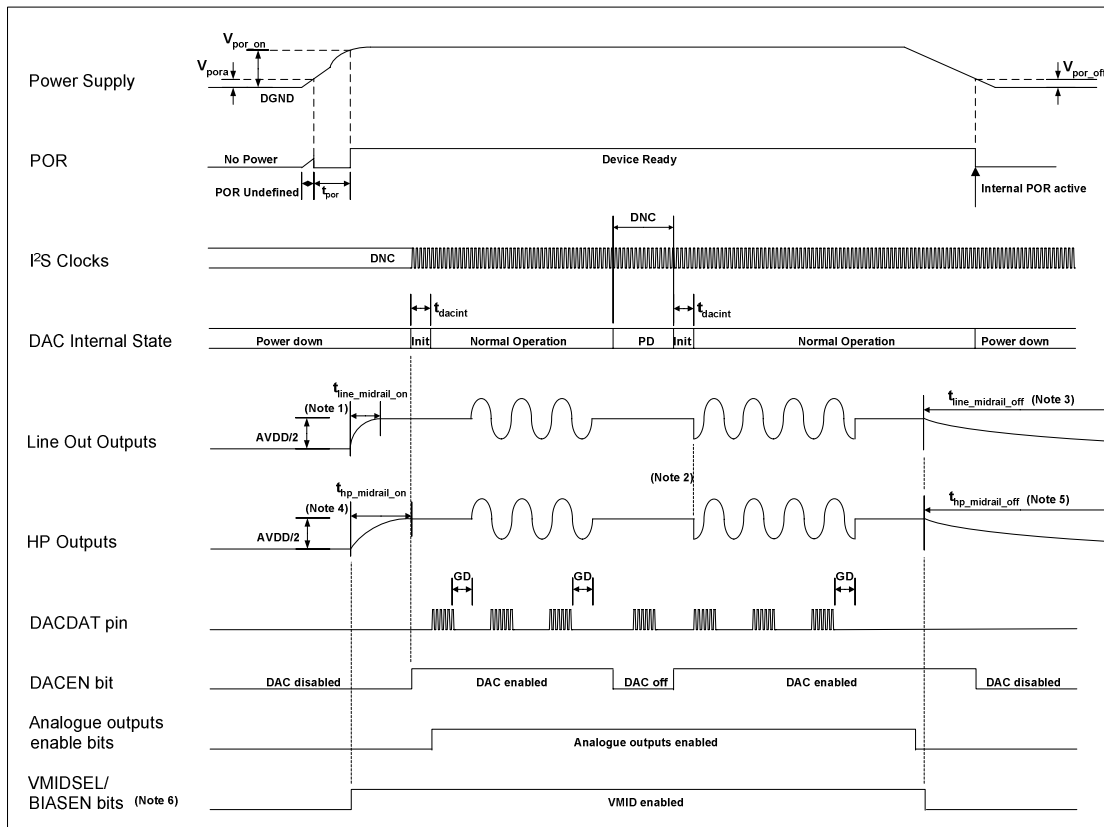 V por_on
V pora
Power Supply
DGND
V por_off
POR
No Power
Device Ready
POR Undefined
t por
Internal POR active
DNC
I²S Clocks
DNC
t dacint
t dacint
DAC Internal State
Power down
Init
Normal Operation
PD
Init
Normal Operation
Power down
t line_midrail_on
(Note 1)
t line_midrail_off (Note 3)
Line Out Outputs
AVDD/2
(Note 2)
t hp_midrail_on
(Note 4)
t hp_midrail_off (Note 5)
HP Outputs
AVDD/2
GD
GD
GD
DACDAT pin
DACEN bit
DAC disabled
DAC enabled
DAC off
DAC enabled
DAC disabled
Analogue outputs
enable bits
Analogue outputs enabled
VMIDSEL/
BIASEN bits (Note 6)
VMID enabled